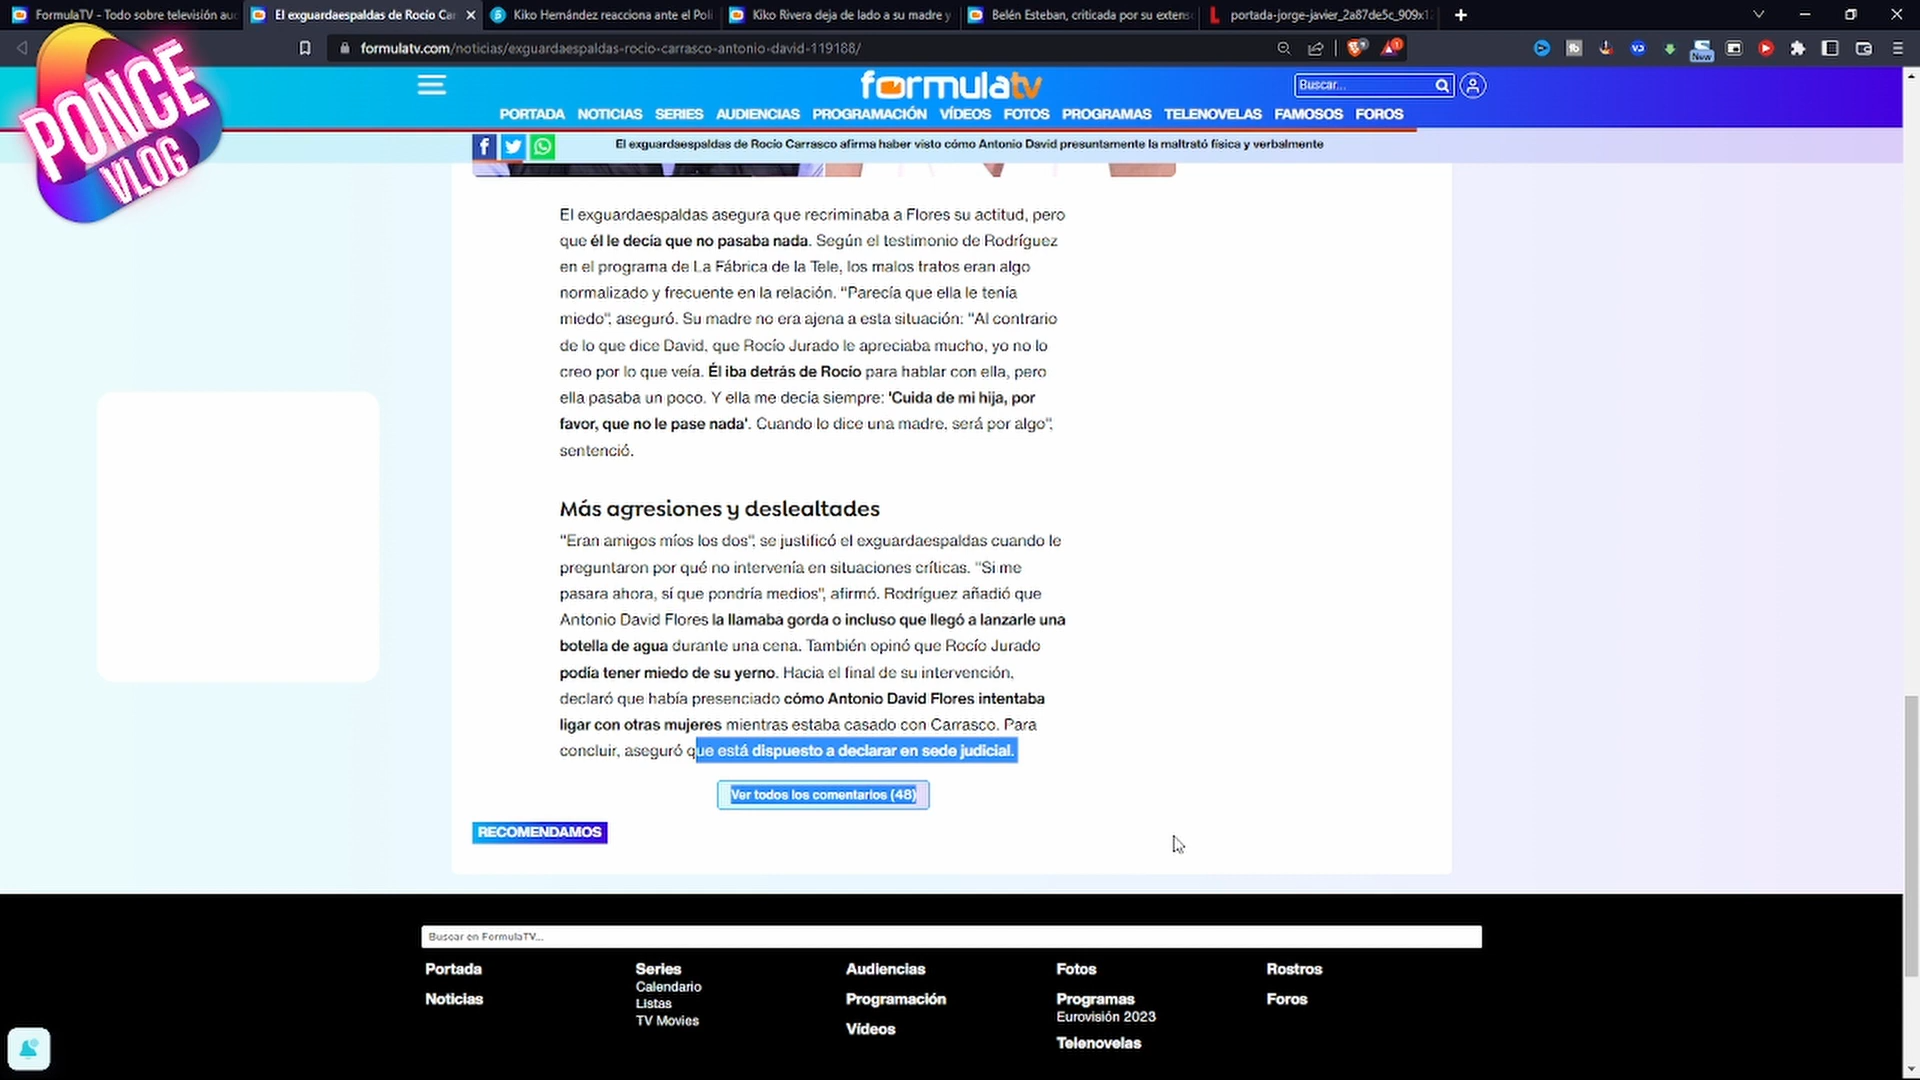 FormulaTV - Todo sobre televisión
El exguardaespaldas de Rocío Car
Kiko Hernández reacciona ante el Poli
Kiko Rivera deja de lado a su madre y
Belén Esteban, criticada por su extens
portada-jorge-javier_2a87de5c_909x1
formulatv.com/noticias/exguardaespaldas-rocio-carrasco-antonio-david-119188/
New
PONCE
VLOG
formulatv
Buscar...
PORTADA NOTICIAS SERIES AUDIENCIAS PROGRAMACIÓN VÍDEOS FOTOS PROGRAMAS TELENOVELAS FAMOSOS FOROS
El exguardaespaldas de Rocío Carrasco afirma haber visto cómo Antonio David presuntamente la maltrató física y verbalmente
El exguardaespaldas asegura que recriminaba a Flores su actitud, pero
que él le decía que no pasaba nada. Según el testimonio de Rodríguez
en el programa de La Fábrica de la Tele, los malos tratos eran algo
normalizado y frecuente en la relación. "Parecía que ella le tenía
miedo", aseguró. Su madre no era ajena a esta situación: "Al contrario
de lo que dice David, que Rocío Jurado le apreciaba mucho, yo no lo
creo por lo que veía. Él iba detrás de Rocío para hablar con ella, pero
ella pasaba un poco. Y ella me decía siempre: 'Cuida de mi hija, por
favor, que no le pase nada'. Cuando lo dice una madre, será por algo",
sentenció.
Más agresiones y deslealtades
"Eran amigos míos los dos", se justificó el exguardaespaldas cuando le
preguntaron por qué no intervenía en situaciones críticas. "Si me
pasara ahora, sí que pondría medios", afirmó. Rodríguez añadió que
Antonio David Flores la llamaba gorda o incluso que llegó a lanzarle una
botella de agua durante una cena. También opinó que Rocío Jurado
podía tener miedo de su yerno. Hacia el final de su intervención,
declaró que había presenciado cómo Antonio David Flores intentaba
ligar con otras mujeres mientras estaba casado con Carrasco. Para
concluir, aseguró que está dispuesto a declarar en sede judicial.
Ver todos los comentarios (48)
RECOMENDAMOS
Buscar en FormulaTV...
Portada
Noticias
Series
Calendario
Listas
TV Movies
Audiencias
Programación
Vídeos
Fotos
Programas
Eurovisión 2023
Telenovelas
Rostros
Foros